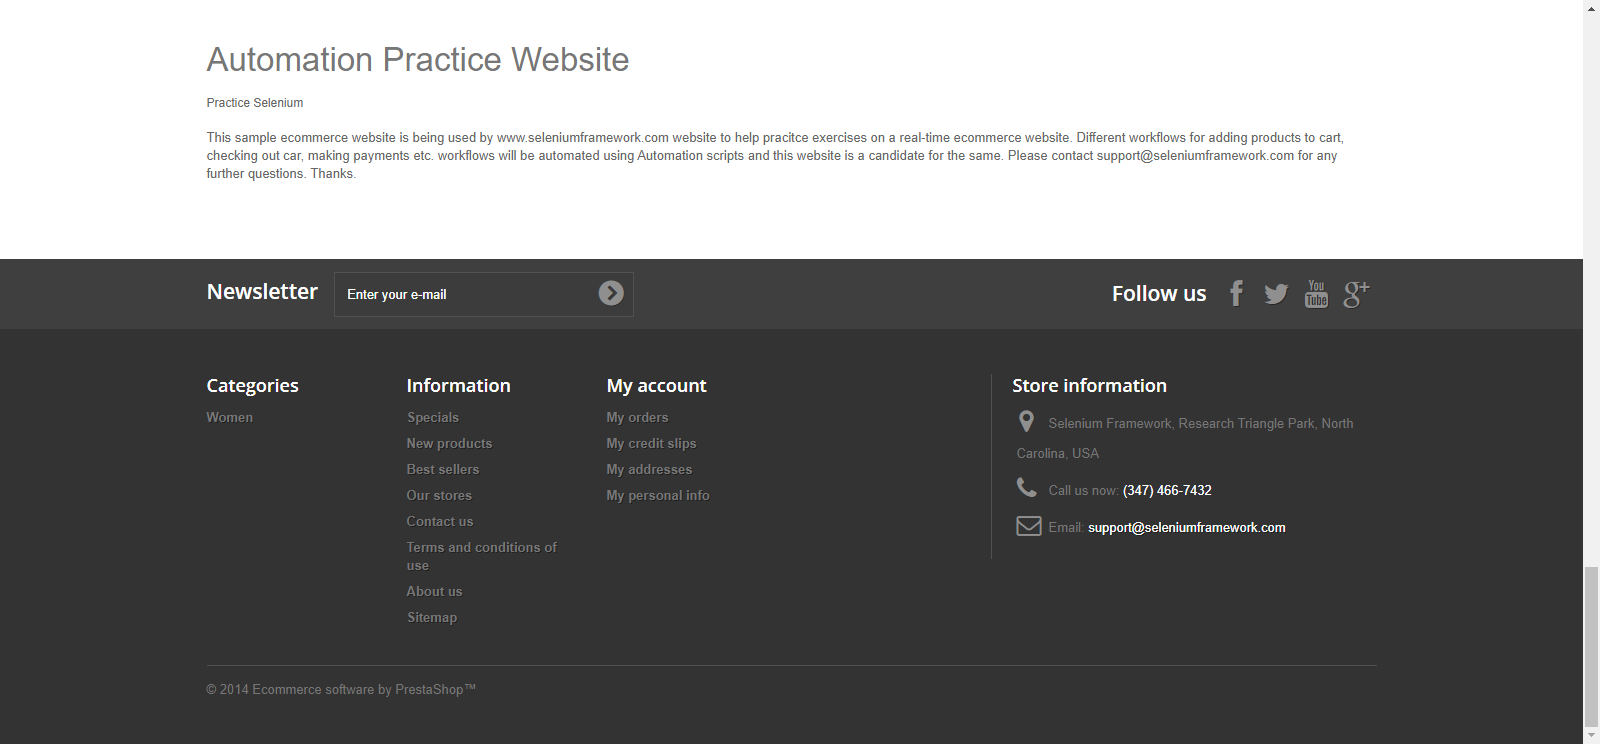 Automation Practice Website
Practice Selenium
This sample ecommerce website is being used by www.seleniumframework.com website to help pracitce exercises on a real-time ecommerce website. Different workflows for adding products to cart,
checking out car, making payments etc. workflows will be automated using Automation scripts and this website is a candidate for the same. Please contact support@seleniumframework.com for any
further questions. Thanks.
Newsletter
Enter your e-mail
Follow us
You
Tube
g+
Categories
Women
Information
Specials
New products
Best sellers
Our stores
Contact us
Terms and conditions of
use
About us
Sitemap
My account
My orders
My credit slips
My addresses
My personal info
Store information
Selenium Framework, Research Triangle Park, North
Carolina, USA
Call us now: (347) 466-7432
Email: support@seleniumframework.com
© 2014 Ecommerce software by PrestaShop™